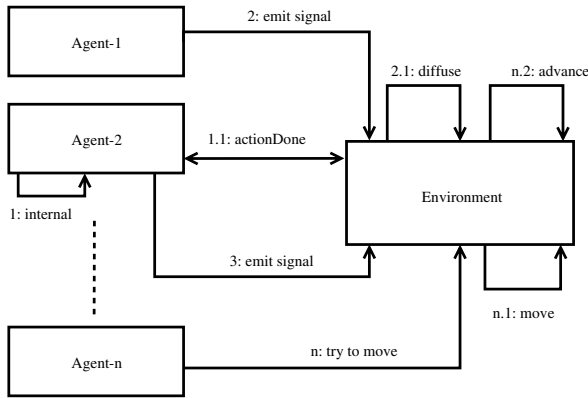 2: emit signal
Agent-1
2.1: diffuse
n.2: advance
Agent-2
1.1: actionDone
Environment
1: internal
3: emit signal
n.1: move
n: try to move
Agent-n